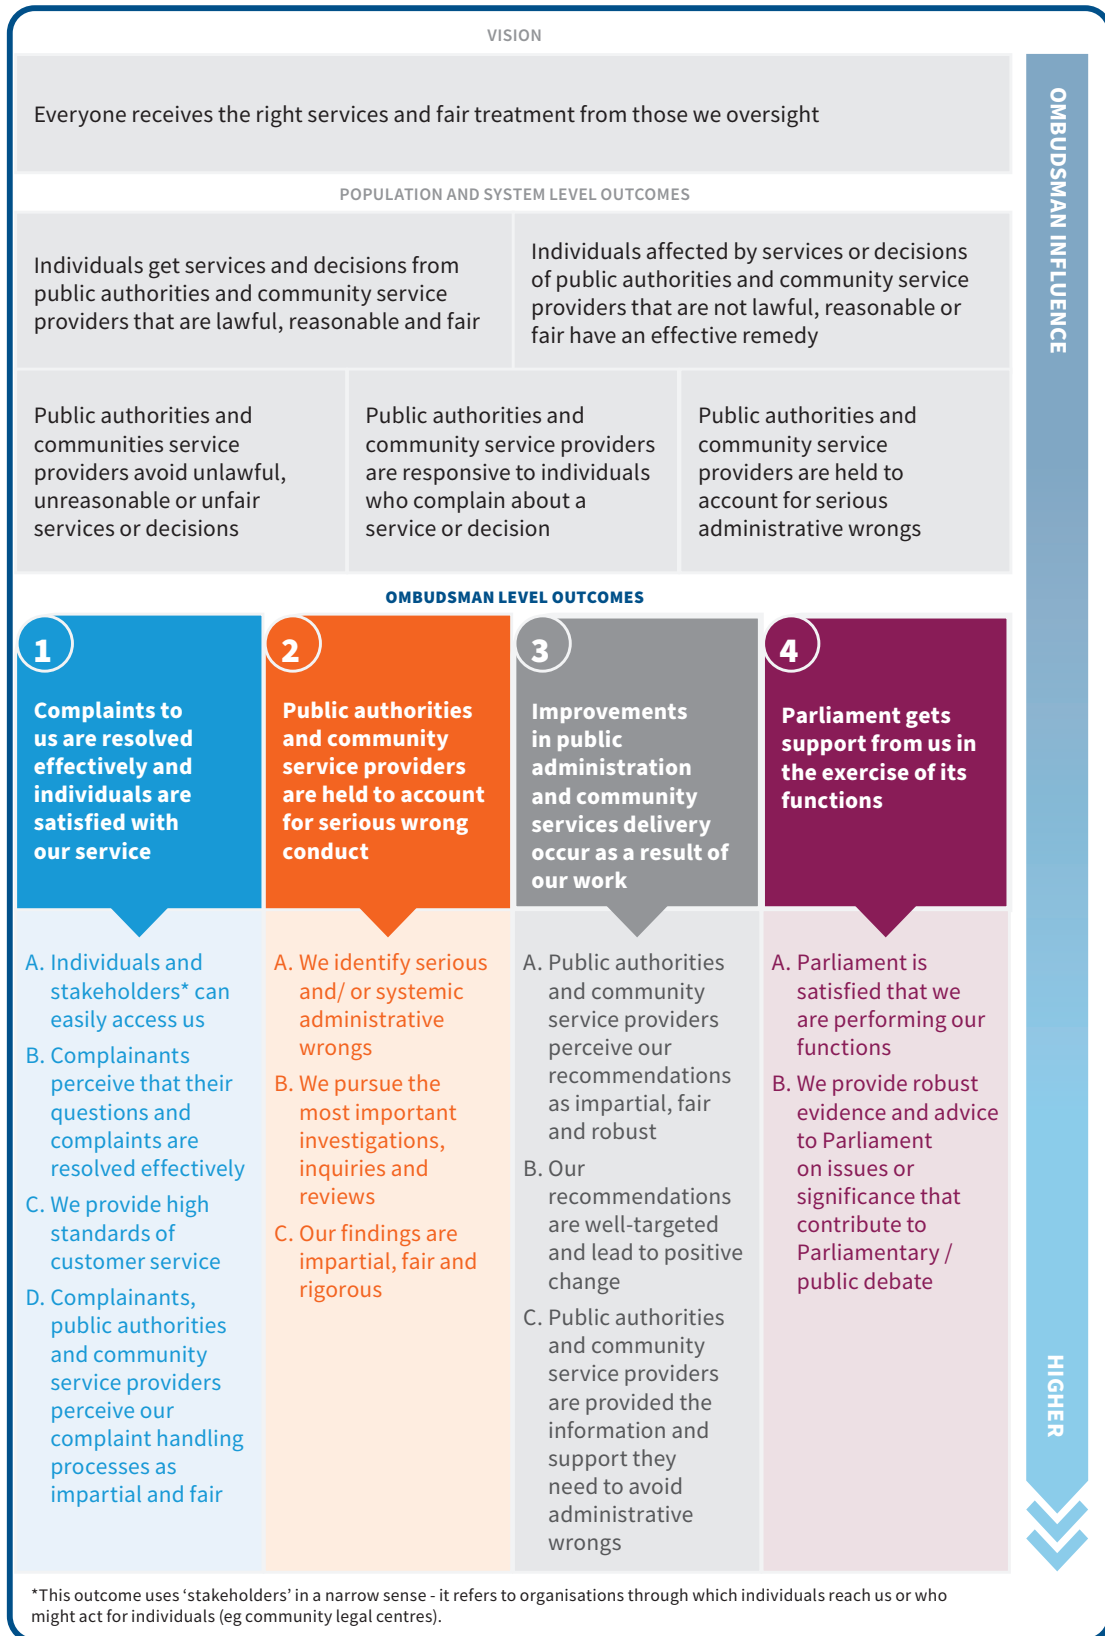 VISION
Everyone receives the right services and fair treatment from those we oversight
POPULATION AND SYSTEM LEVEL OUTCOMES
Individuals get services and decisions from
public authorities and community service
providers that are lawful, reasonable and fair
Individuals affected by services or decisions
of public authorities and community service
providers that are not lawful, reasonable or
fair have an effective remedy
Public authorities and
communities service
providers avoid unlawful,
unreasonable or unfair
services or decisions
Public authorities and
community service providers
are responsive to individuals
who complain about a
service or decision
Public authorities and
community service
providers are held to
account for serious
administrative wrongs
OMBUDSMAN LEVEL OUTCOMES
1
Complaints to
us are resolved
effectively and
individuals are
satisfied with
our service
A. Individuals and
stakeholders* can
easily access us
B. Complainants
perceive that their
questions and
complaints are
resolved effectively
C. We provide high
standards of
customer service
D. Complainants,
public authorities
and community
service providers
perceive our
complaint handling
processes as
impartial and fair
2
Public authorities
and community
service providers
are held to account
for serious wrong
conduct
A. We identify serious
and/ or systemic
administrative
wrongs
B. We pursue the
most important
investigations,
inquiries and
reviews
C. Our findings are
impartial, fair and
rigorous
3
Improvements
in public
administration
and community
services delivery
occur as a result of
our work
A. Public authorities
and community
service providers
perceive our
recommendations
as impartial, fair
and robust
B. Our
recommendations
are well-targeted
and lead to positive
change
C. Public authorities
and community
service providers
are provided the
information and
support they
need to avoid
administrative
wrongs
4
Parliament gets
support from us in
the exercise of its
functions
A. Parliament is
satisfied that we
are performing our
functions
B. We provide robust
evidence and advice
to Parliament
on issues or
significance that
contribute to
Parliamentary /
public debate
OMBUDSMAN INFLUENCE
HIGHER
*This outcome uses ‘stakeholders’ in a narrow sense - it refers to organisations through which individuals reach us or who
might act for individuals (eg community legal centres).